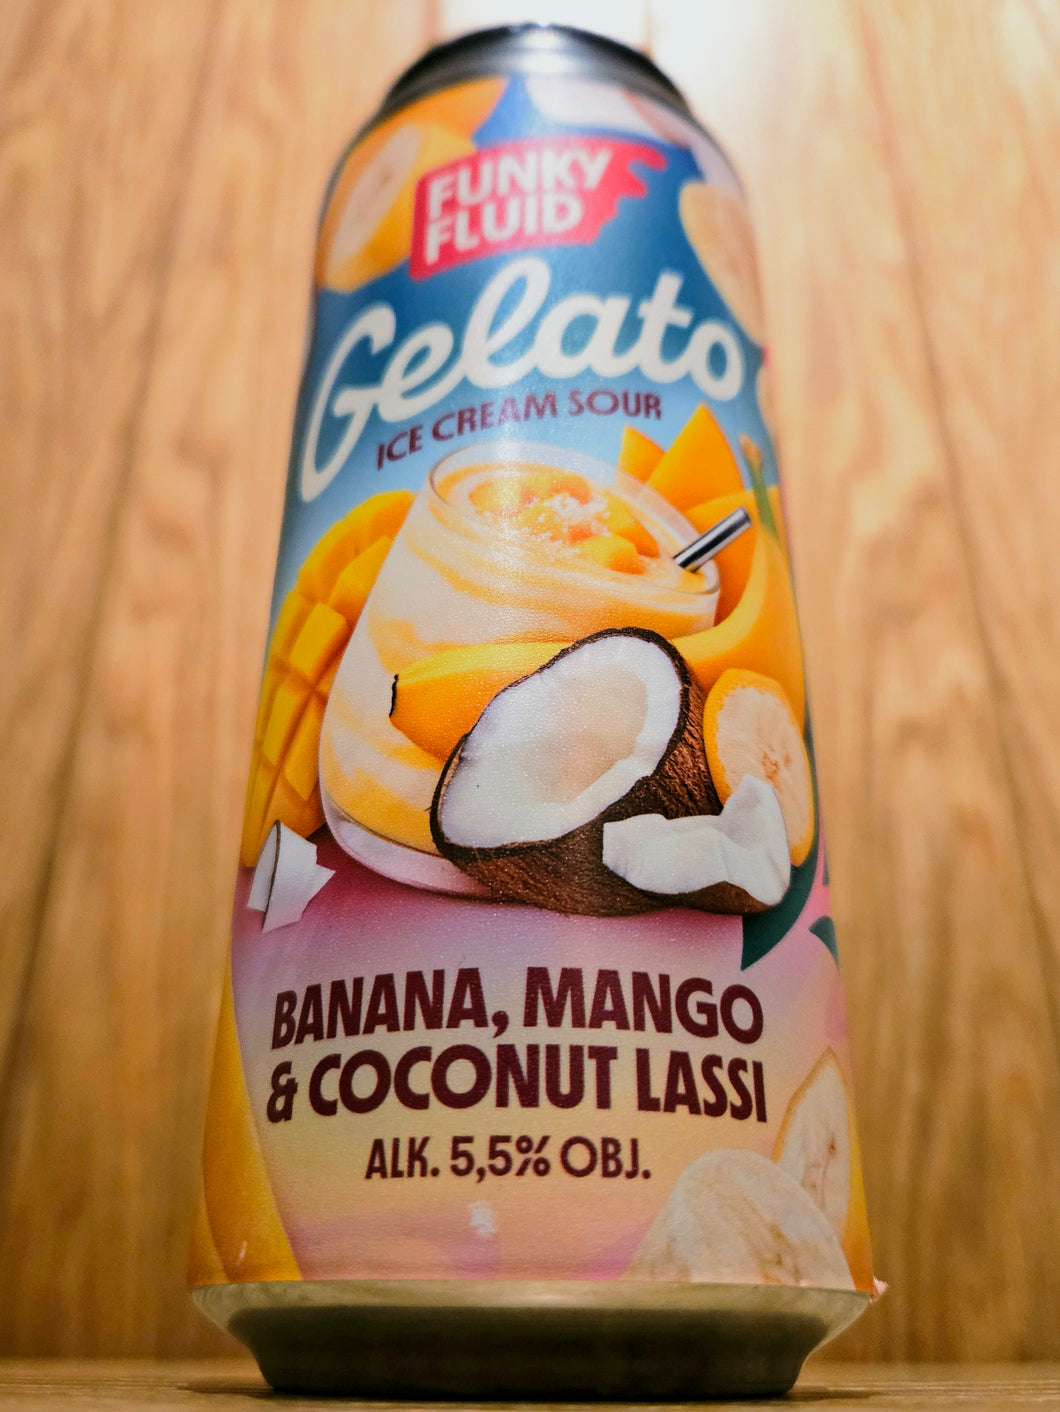 FUNKY
FLUID
Gelato
ICE CREAM SOUR
BANANA, MANGO
& COCONUT LASSI
ALK. 5,5% OBJ.